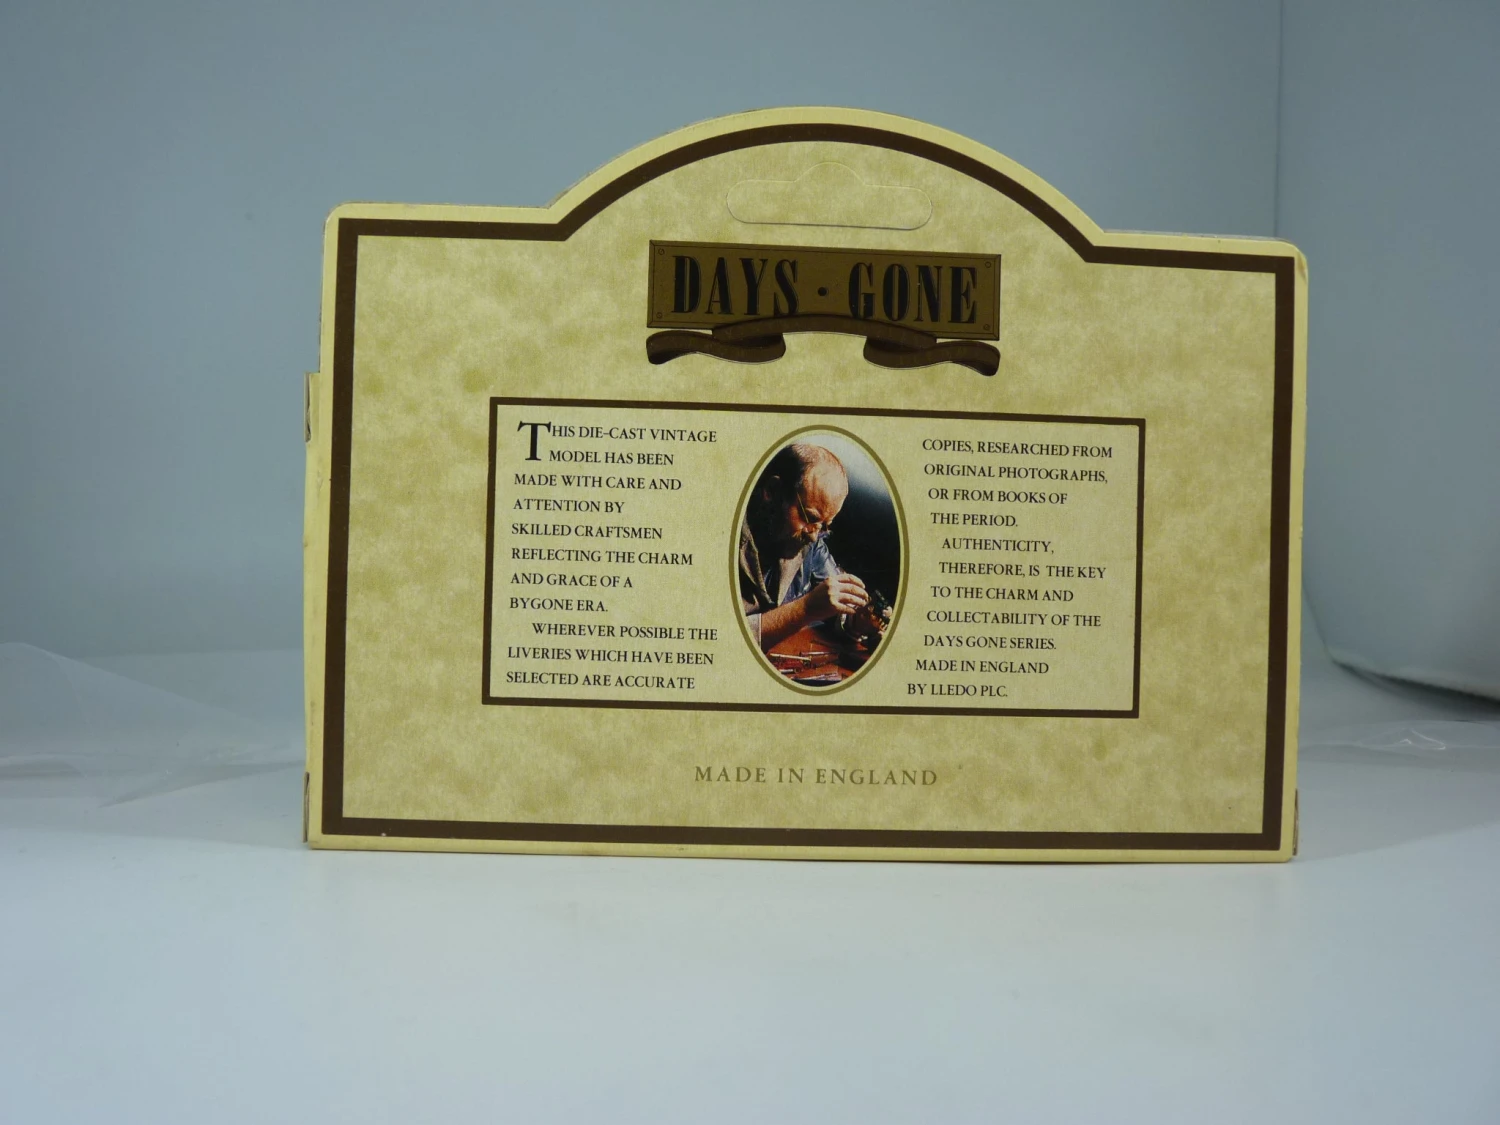 DAYS · GONE
THIS DIE-CAST VINTAGE
MODEL HAS BEEN
MADE WITH CARE AND
ATTENTION BY
SKILLED CRAFTSMEN
REFLECTING THE CHARM
AND GRACE OF A
BYGONE ERA.
WHEREVER POSSIBLE THE
LIVERIES WHICH HAVE BEEN
SELECTED ARE ACCURATE
COPIES, RESEARCHED FROM
ORIGINAL PHOTOGRAPHS,
OR FROM BOOKS OF
THE PERIOD.
AUTHENTICITY,
THEREFORE, IS THE KEY
TO THE CHARM AND
COLLECTABILITY OF THE
DAYS GONE SERIES.
MADE IN ENGLAND
BY LLEDO PLC.
MADE IN ENGLAND